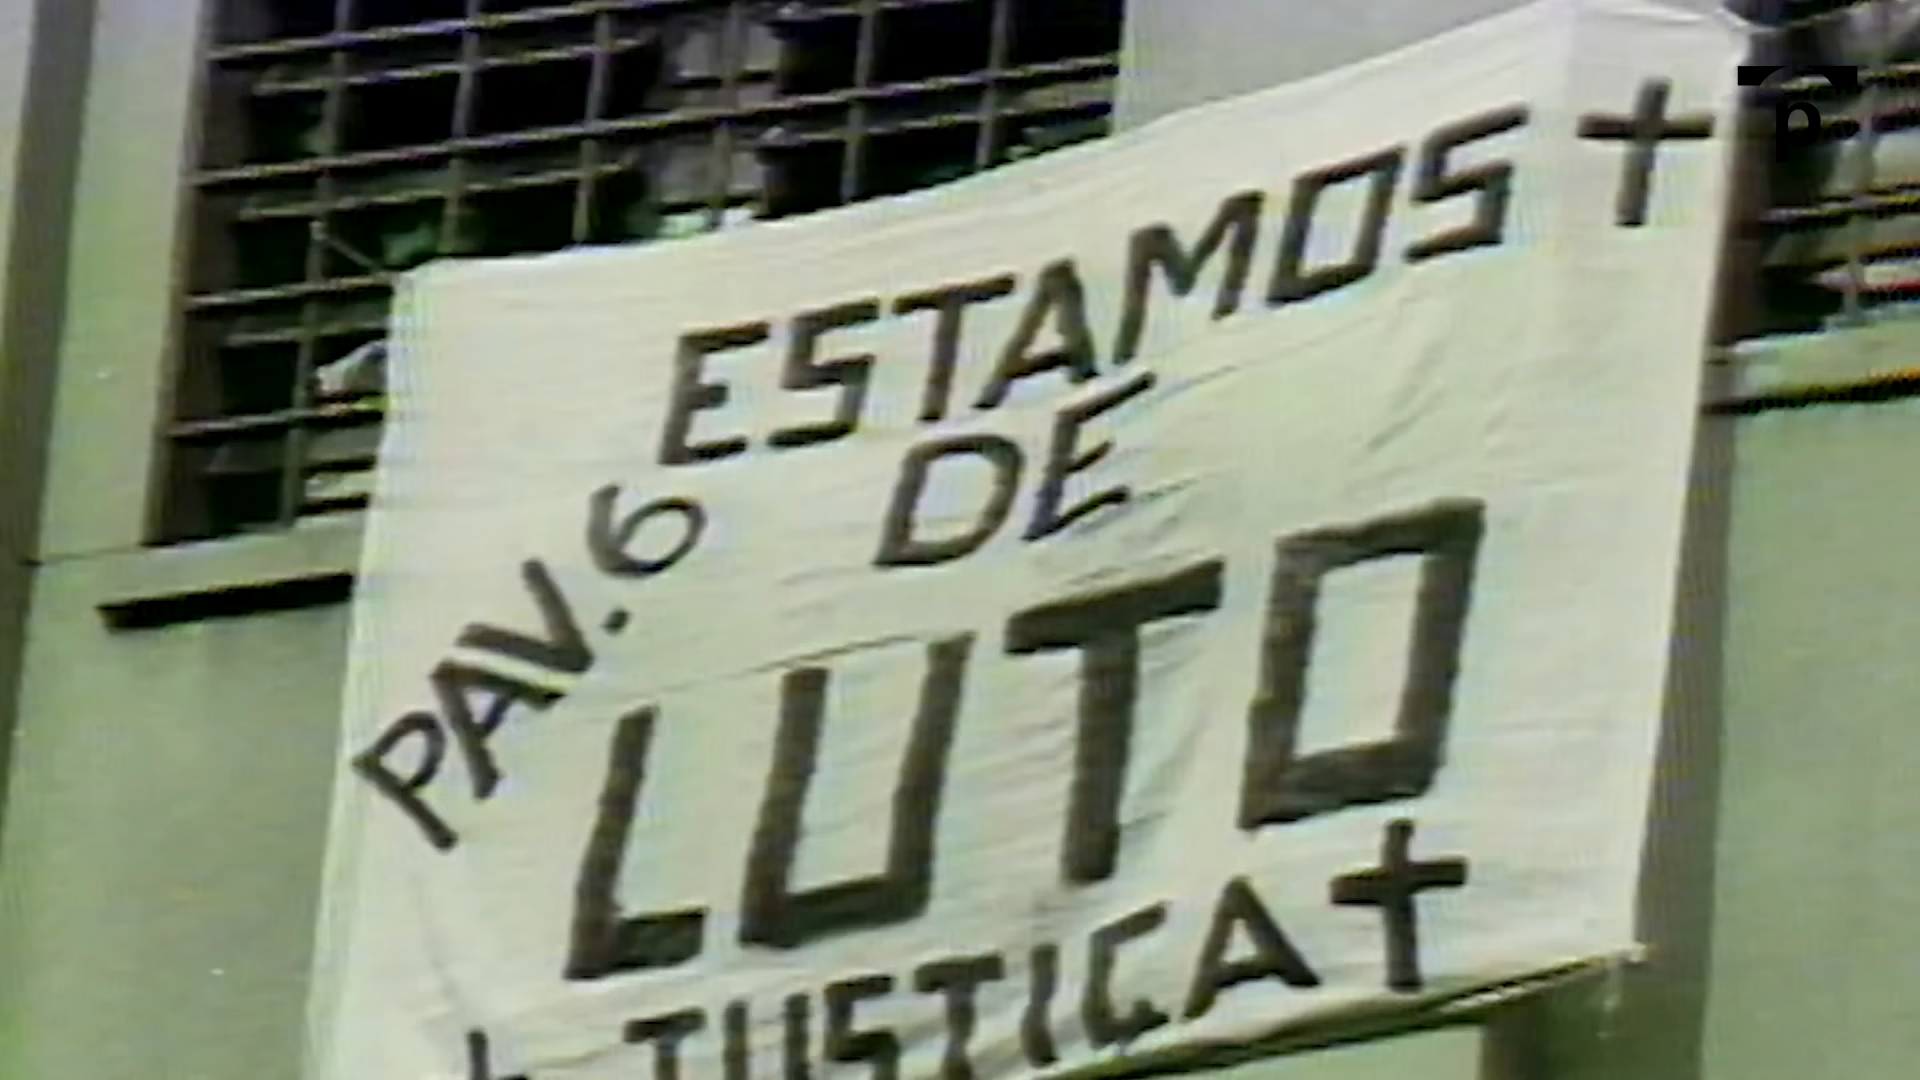 ESTAMOS +
DE
PAV. 6
LUTO
+ JUSTIÇA +
p